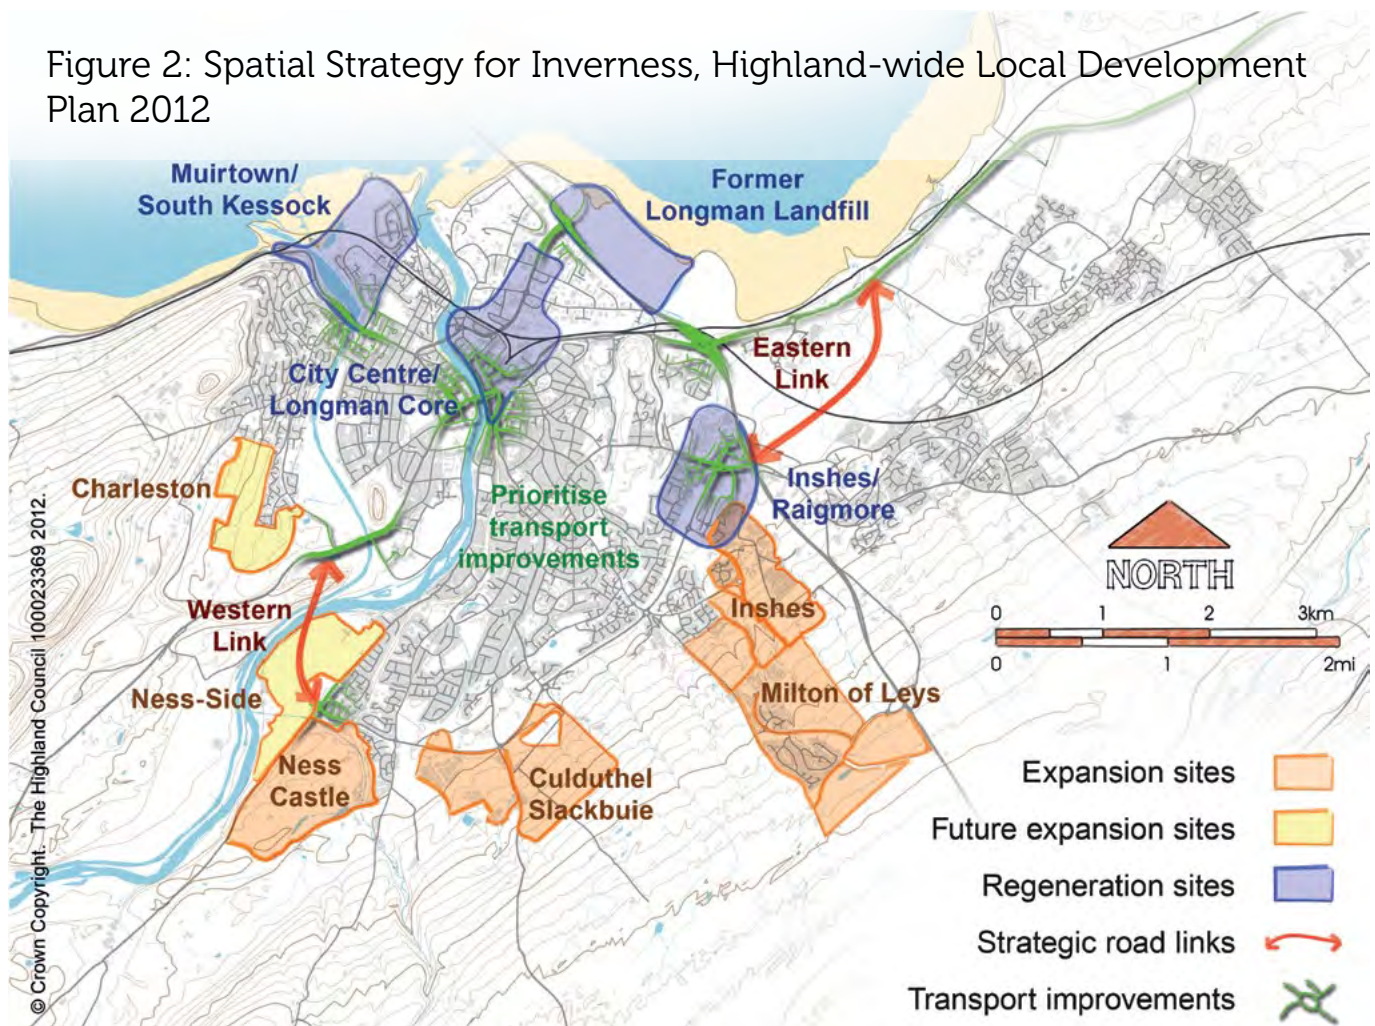 Figure 2: Spatial Strategy for Inverness, Highland-wide Local Development
Plan 2012
Muirtown/
South Kessock
Former
Longman Landfill
Eastern
Link
City Centre/
Longman Core
Charleston
Prioritise
transport
improvements
Inshes/
Raigmore
NORTH
Western
Link
Inshes
0 1 2 3km
0 1 2mi
Ness-Side
Milton of Leys
Ness
Castle
Culduthel
Slackbuie
Expansion sites
Future expansion sites
Regeneration sites
Strategic road links
Transport improvements
© Crown Copyright. The Highland Council 100023369 2012.